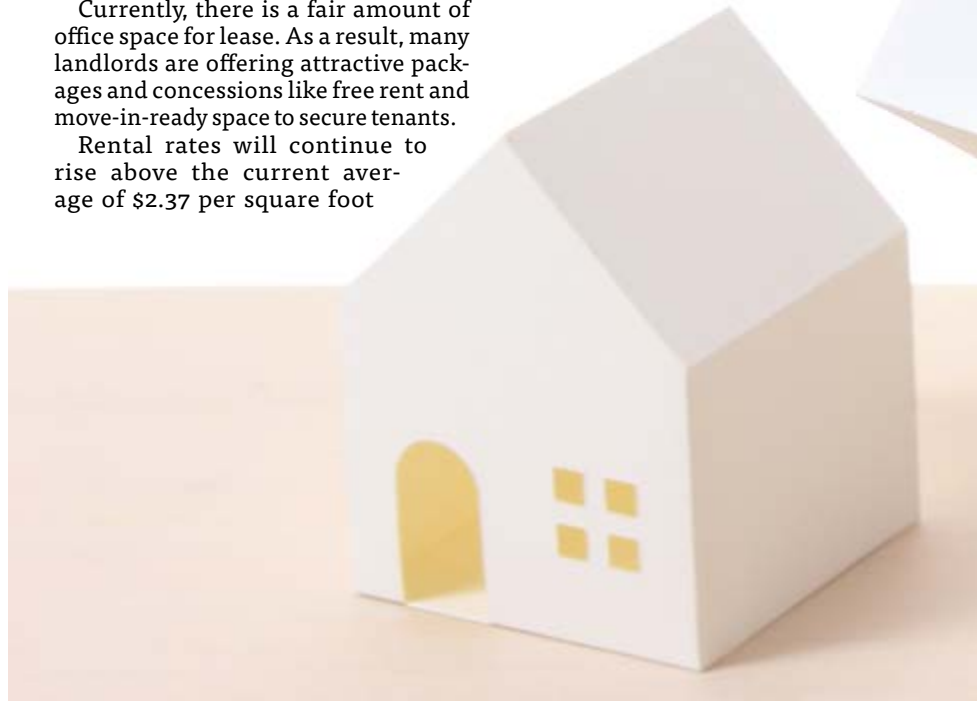 Currently, there is a fair amount of
office space for lease. As a result, many
landlords are offering attractive pack-
ages and concessions like free rent and
move-in-ready space to secure tenants.
Rental rates will continue to
rise above the current aver-
age of $2.37 per square foot